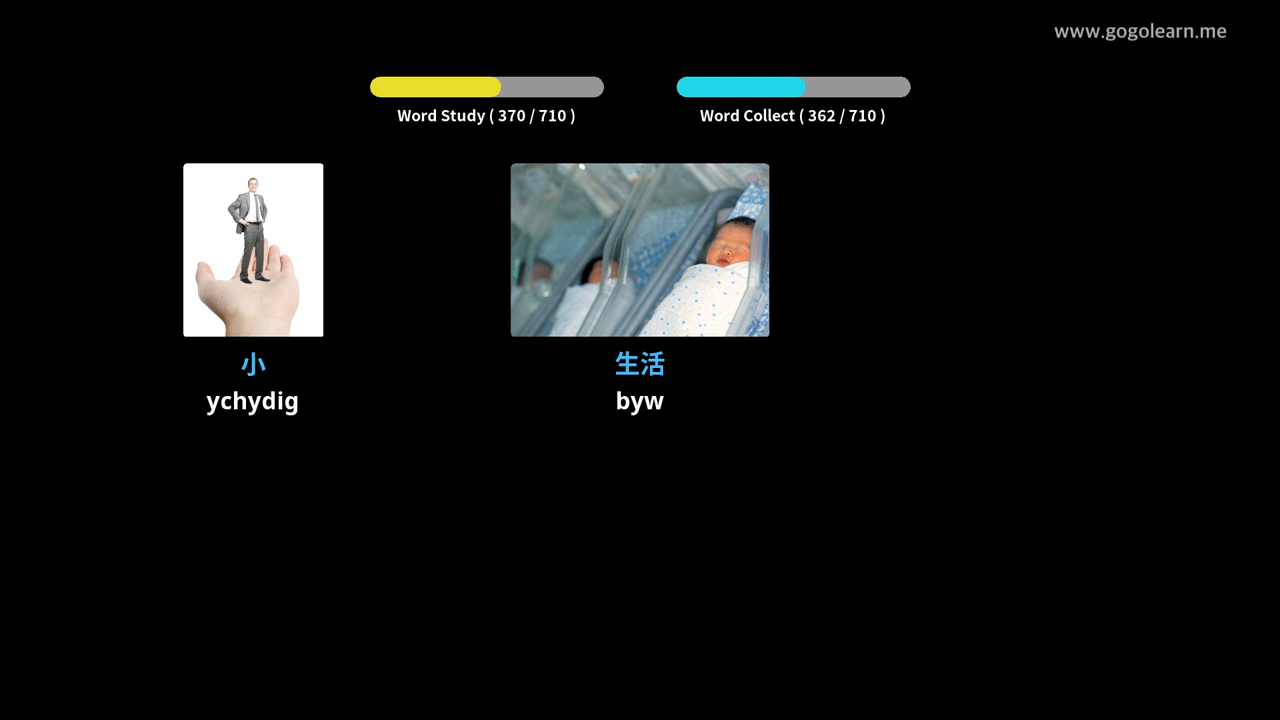 www.gogolearn.me
Word Study ( 370 / 710 )
Word Collect ( 362 / 710 )
小
ychydig
生活
byw